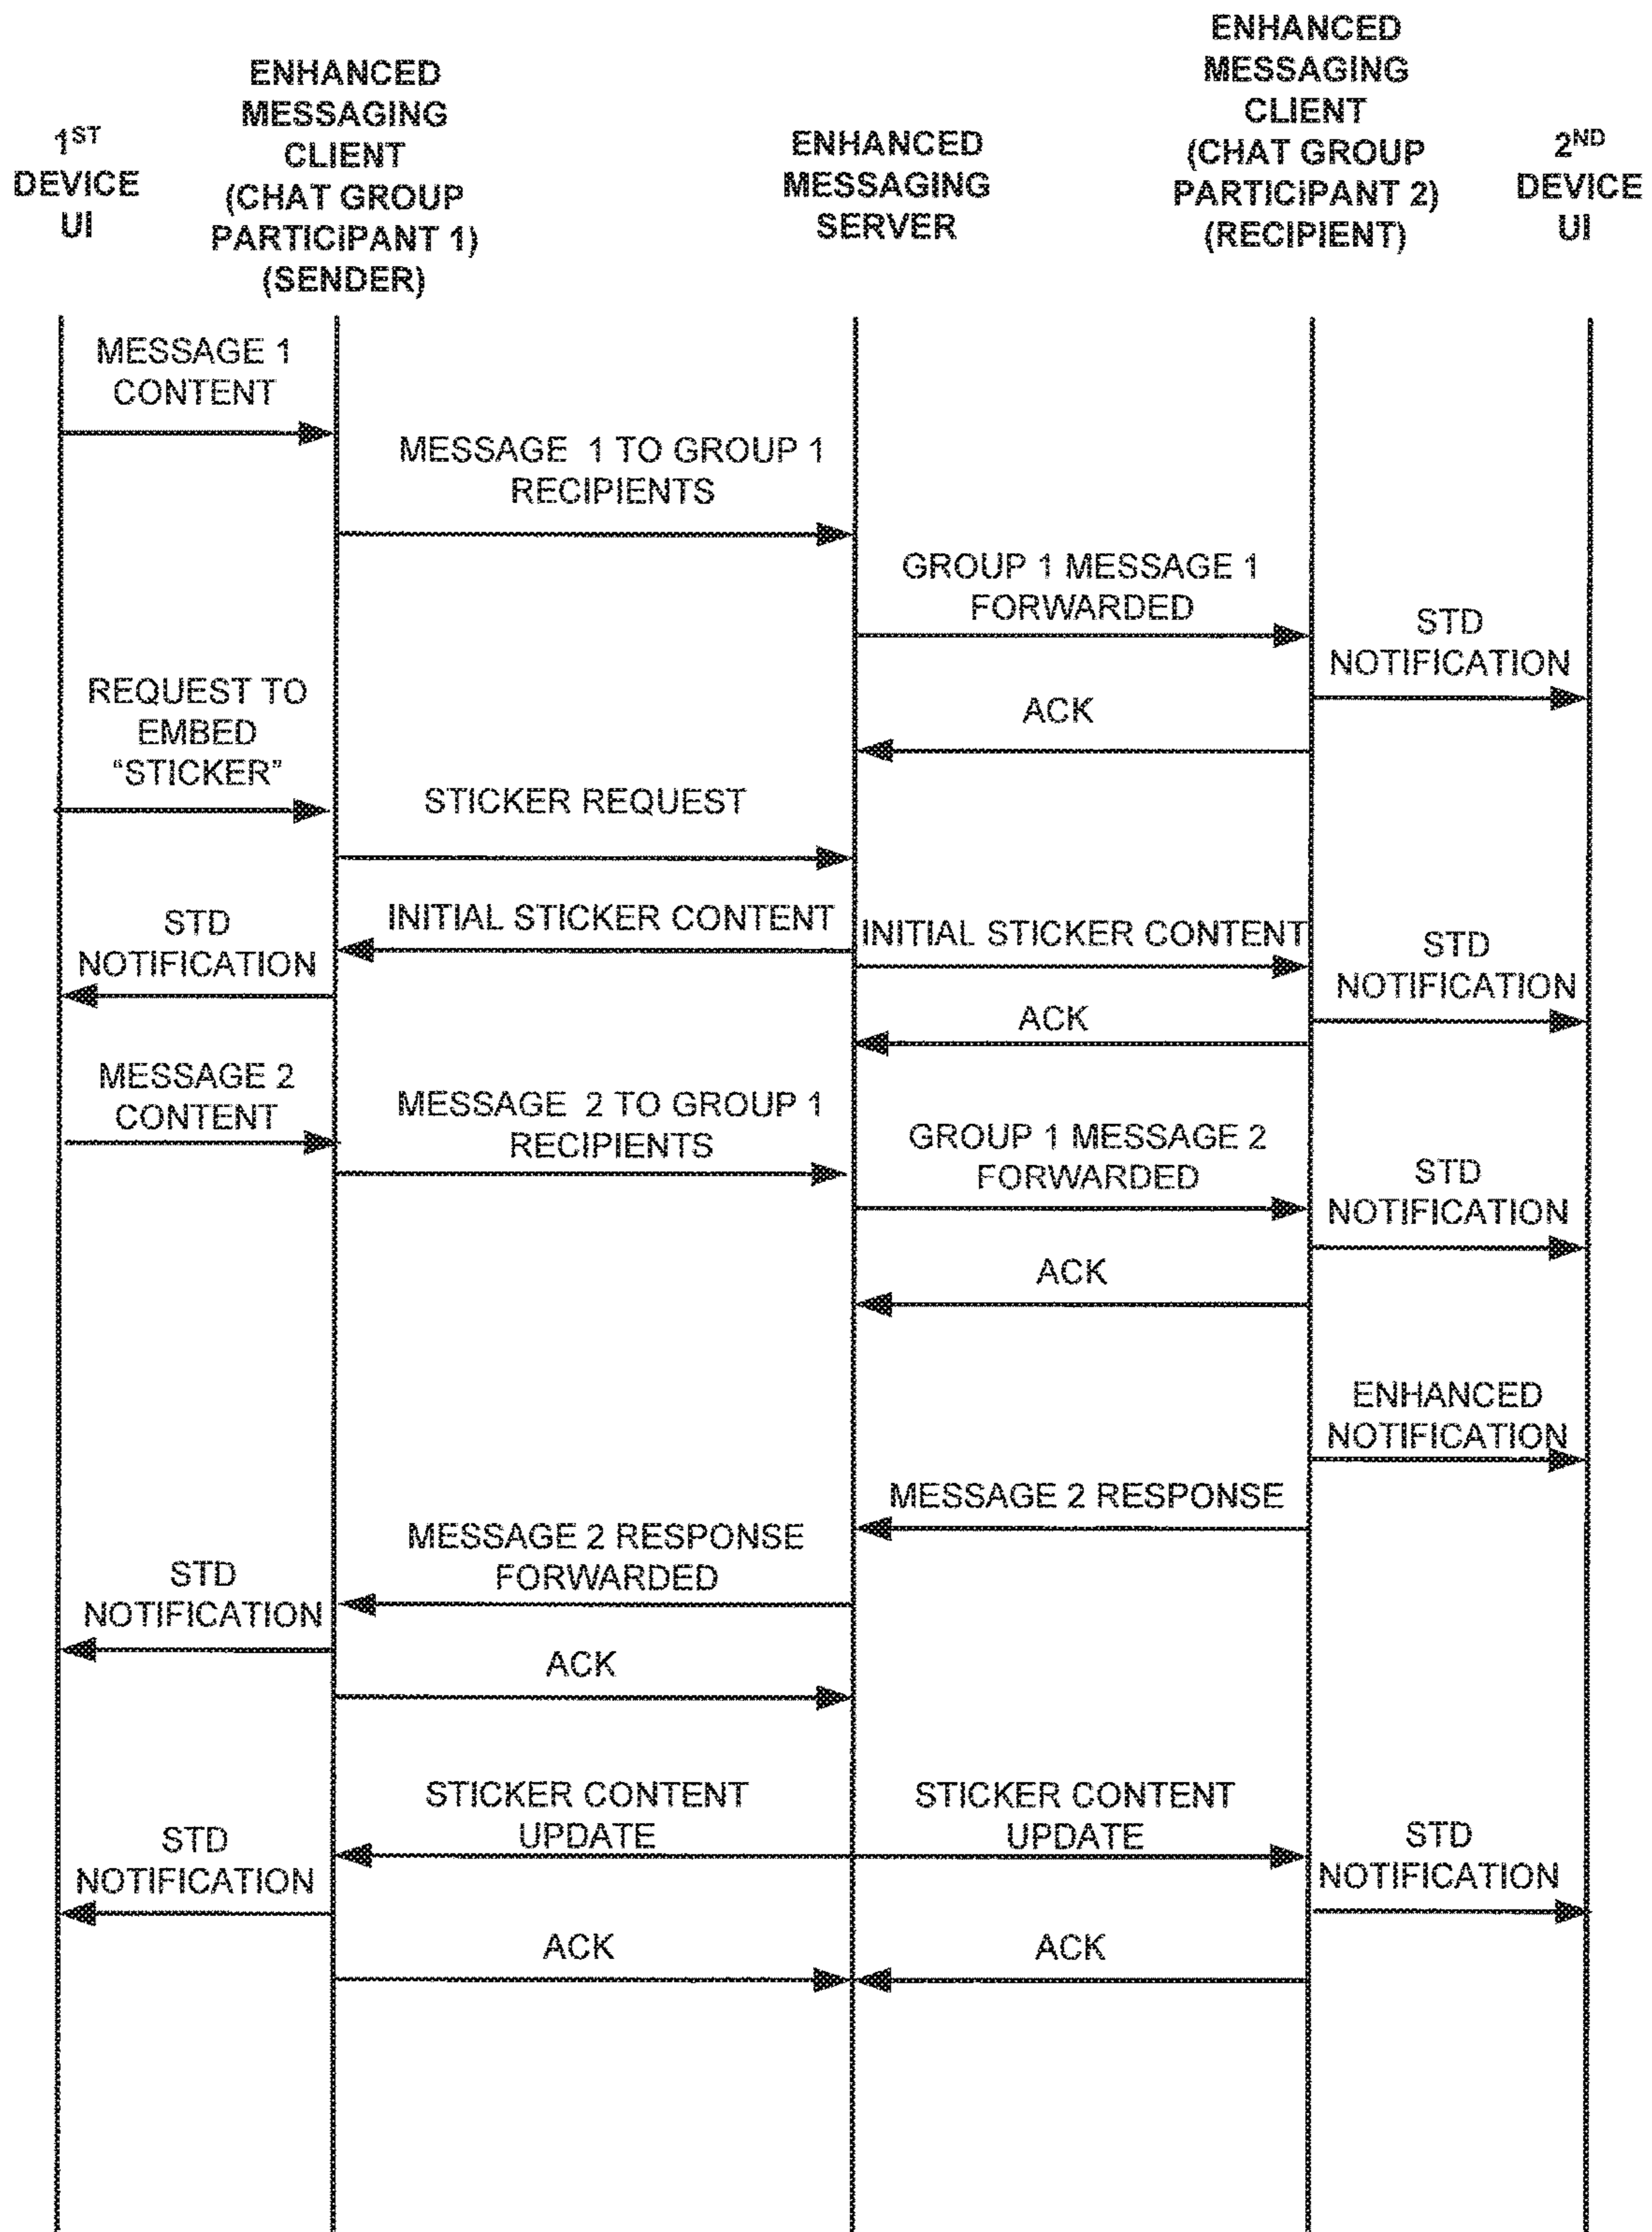 1ST
DEVICE
UI
ENHANCED
MESSAGING
CLIENT
(CHAT GROUP
PARTICIPANT 1)
(SENDER)
ENHANCED
MESSAGING
SERVER
ENHANCED
MESSAGING
CLIENT
(CHAT GROUP
PARTICIPANT 2)
(RECIPIENT)
2ND
DEVICE
UI
MESSAGE 1
CONTENT
MESSAGE 1 TO GROUP 1
RECIPIENTS
GROUP 1 MESSAGE 1
FORWARDED
STD
NOTIFICATION
ACK
REQUEST TO
EMBED
“STICKER”
STICKER REQUEST
INITIAL STICKER CONTENT
STD
NOTIFICATION
INITIAL STICKER CONTENT
STD
NOTIFICATION
ACK
MESSAGE 2
CONTENT
MESSAGE 2 TO GROUP 1
RECIPIENTS
GROUP 1 MESSAGE 2
FORWARDED
STD
NOTIFICATION
ACK
ENHANCED
NOTIFICATION
MESSAGE 2 RESPONSE
MESSAGE 2 RESPONSE
FORWARDED
STD
NOTIFICATION
ACK
STICKER CONTENT
UPDATE
STICKER CONTENT
UPDATE
STD
NOTIFICATION
STD
NOTIFICATION
ACK
ACK